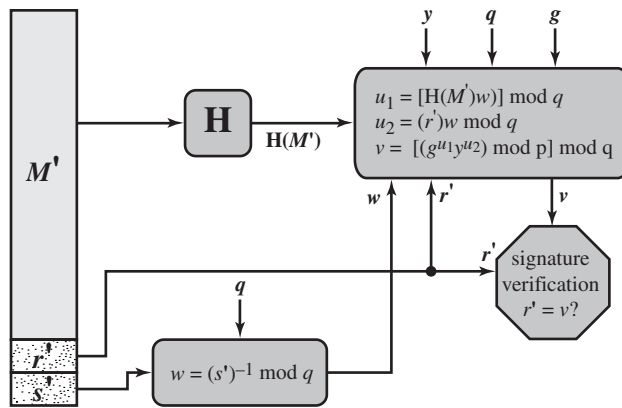 y q g
M' H H(M')
u₁ = [H(M')w)] mod q
u₂ = (r')w mod q
v = [(g^u₁ y^u₂) mod p] mod q
w r' v
r' signature
verification
r' = v?
q
r' w = (s')⁻¹ mod q
s'